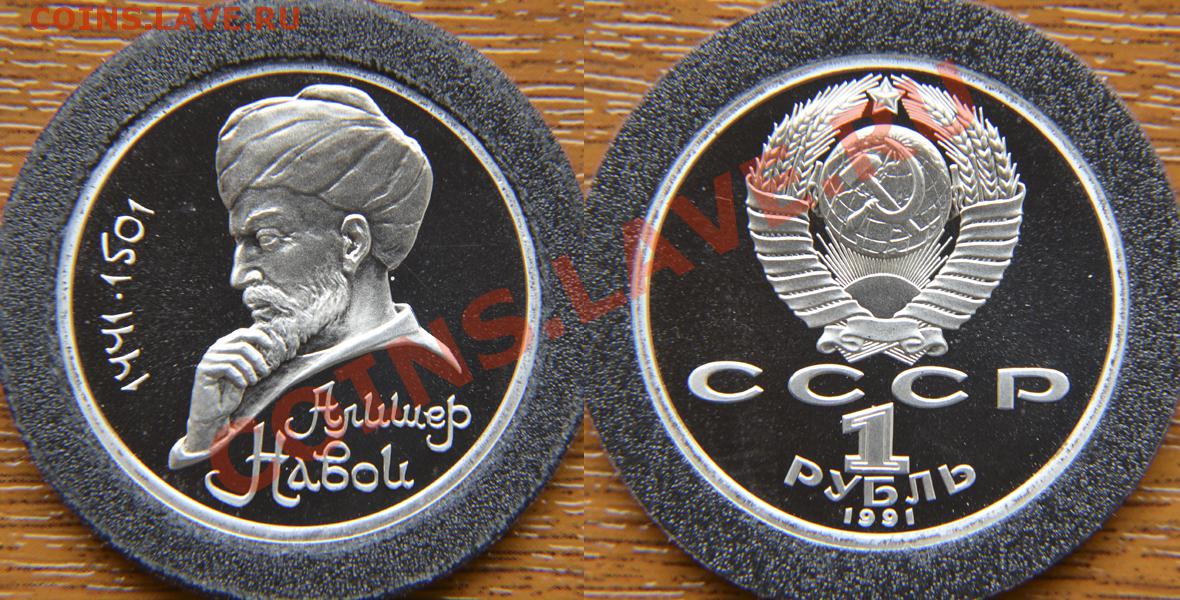 COINS.LAVE.RU
1441·1501
Алишер
Навои
СССР
1
РУБЛЬ
1991
COINS.LAVE.RU